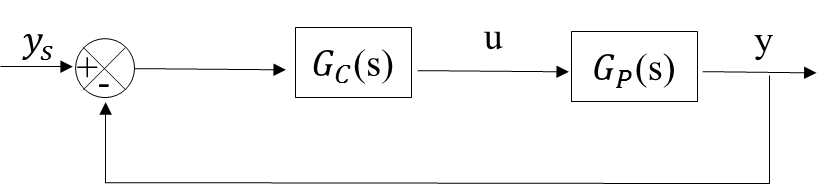 y_s + - G_C(s) u G_P(s) y